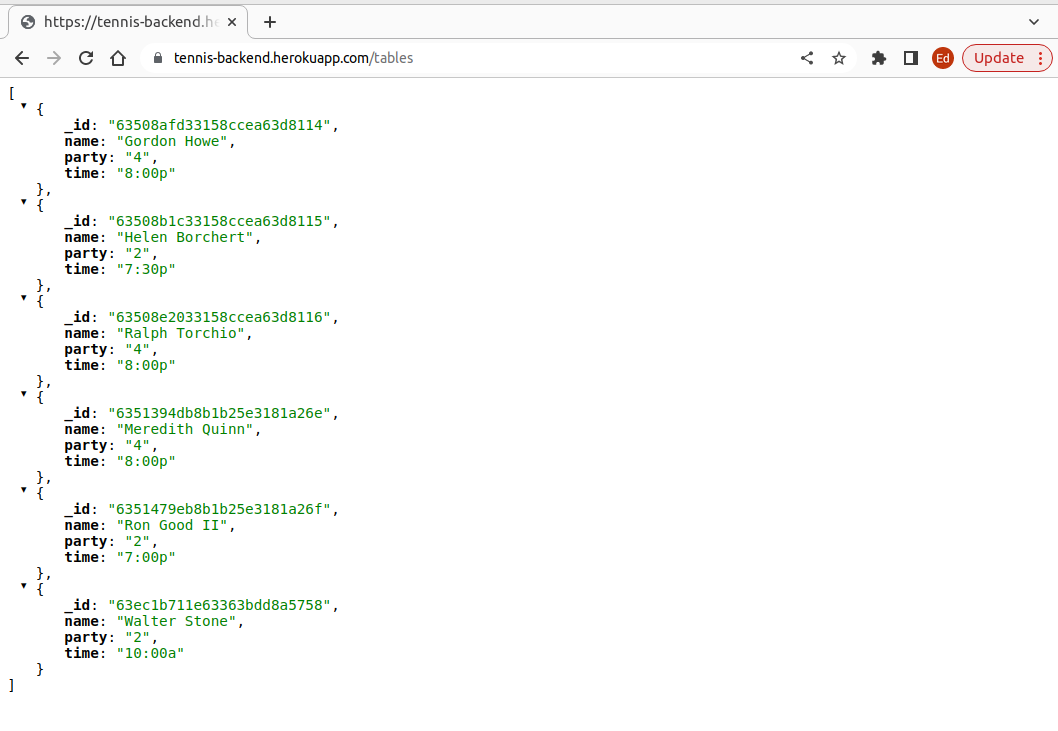 https://tennis-backend.he
tennis-backend.herokuapp.com/tables
Ed
Update
[
{
_id: "63508afd33158ccea63d8114",
name: "Gordon Howe",
party: "4",
time: "8:00p"
},
{
_id: "63508b1c33158ccea63d8115",
name: "Helen Borchert",
party: "2",
time: "7:30p"
},
{
_id: "63508e2033158ccea63d8116",
name: "Ralph Torchio",
party: "4",
time: "8:00p"
},
{
_id: "6351394db8b1b25e3181a26e",
name: "Meredith Quinn",
party: "4",
time: "8:00p"
},
{
_id: "6351479eb8b1b25e3181a26f",
name: "Ron Good II",
party: "2",
time: "7:00p"
},
{
_id: "63ec1b711e63363bdd8a5758",
name: "Walter Stone",
party: "2",
time: "10:00a"
}
]